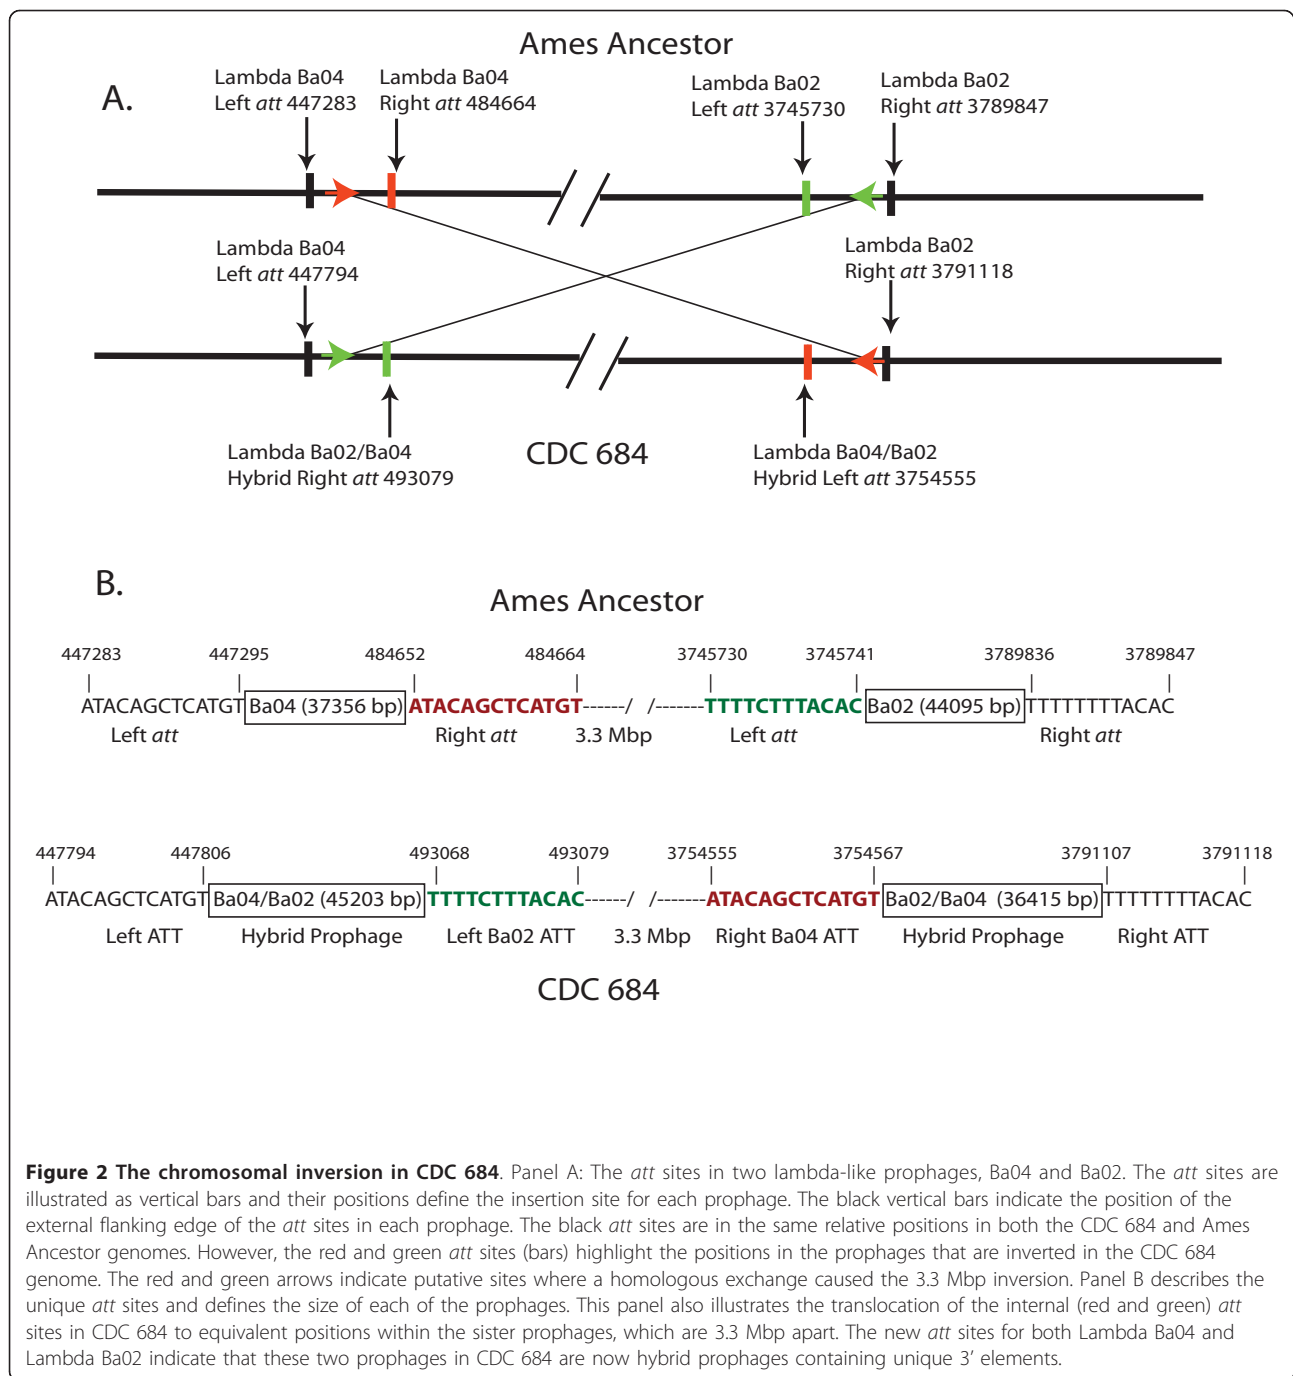 Ames Ancestor
A.
Lambda Ba04
Left att 447283
Lambda Ba04
Right att 484664
Lambda Ba02
Left att 3745730
Lambda Ba02
Right att 3789847
Lambda Ba04
Left att 447794
Lambda Ba02
Right att 3791118
Lambda Ba02/Ba04
Hybrid Right att 493079
CDC 684
Lambda Ba04/Ba02
Hybrid Left att 3754555
B.
Ames Ancestor
447283 447295 484652 484664 3745730 3745741 3789836 3789847
ATACAGCTCATGT Ba04 (37356 bp) ATACAGCTCATGT------/ /-------TTTTCTTTACAC Ba02 (44095 bp) TTTTTTTTACAC
Left att Right att 3.3 Mbp Left att Right att
447794 447806 493068 493079 3754555 3754567 3791107 3791118
ATACAGCTCATGT Ba04/Ba02 (45203 bp) TTTTCTTTACAC------/ /-------ATACAGCTCATGT Ba02/Ba04 (36415 bp) TTTTTTTTACAC
Left ATT Hybrid Prophage Left Ba02 ATT 3.3 Mbp Right Ba04 ATT Hybrid Prophage Right ATT
CDC 684
Figure 2 The chromosomal inversion in CDC 684. Panel A: The att sites in two lambda-like prophages, Ba04 and Ba02. The att sites are
illustrated as vertical bars and their positions define the insertion site for each prophage. The black vertical bars indicate the position of the
external flanking edge of the att sites in each prophage. The black att sites are in the same relative positions in both the CDC 684 and Ames
Ancestor genomes. However, the red and green att sites (bars) highlight the positions in the prophages that are inverted in the CDC 684
genome. The red and green arrows indicate putative sites where a homologous exchange caused the 3.3 Mbp inversion. Panel B describes the
unique att sites and defines the size of each of the prophages. This panel also illustrates the translocation of the internal (red and green) att
sites in CDC 684 to equivalent positions within the sister prophages, which are 3.3 Mbp apart. The new att sites for both Lambda Ba04 and
Lambda Ba02 indicate that these two prophages in CDC 684 are now hybrid prophages containing unique 3’ elements.